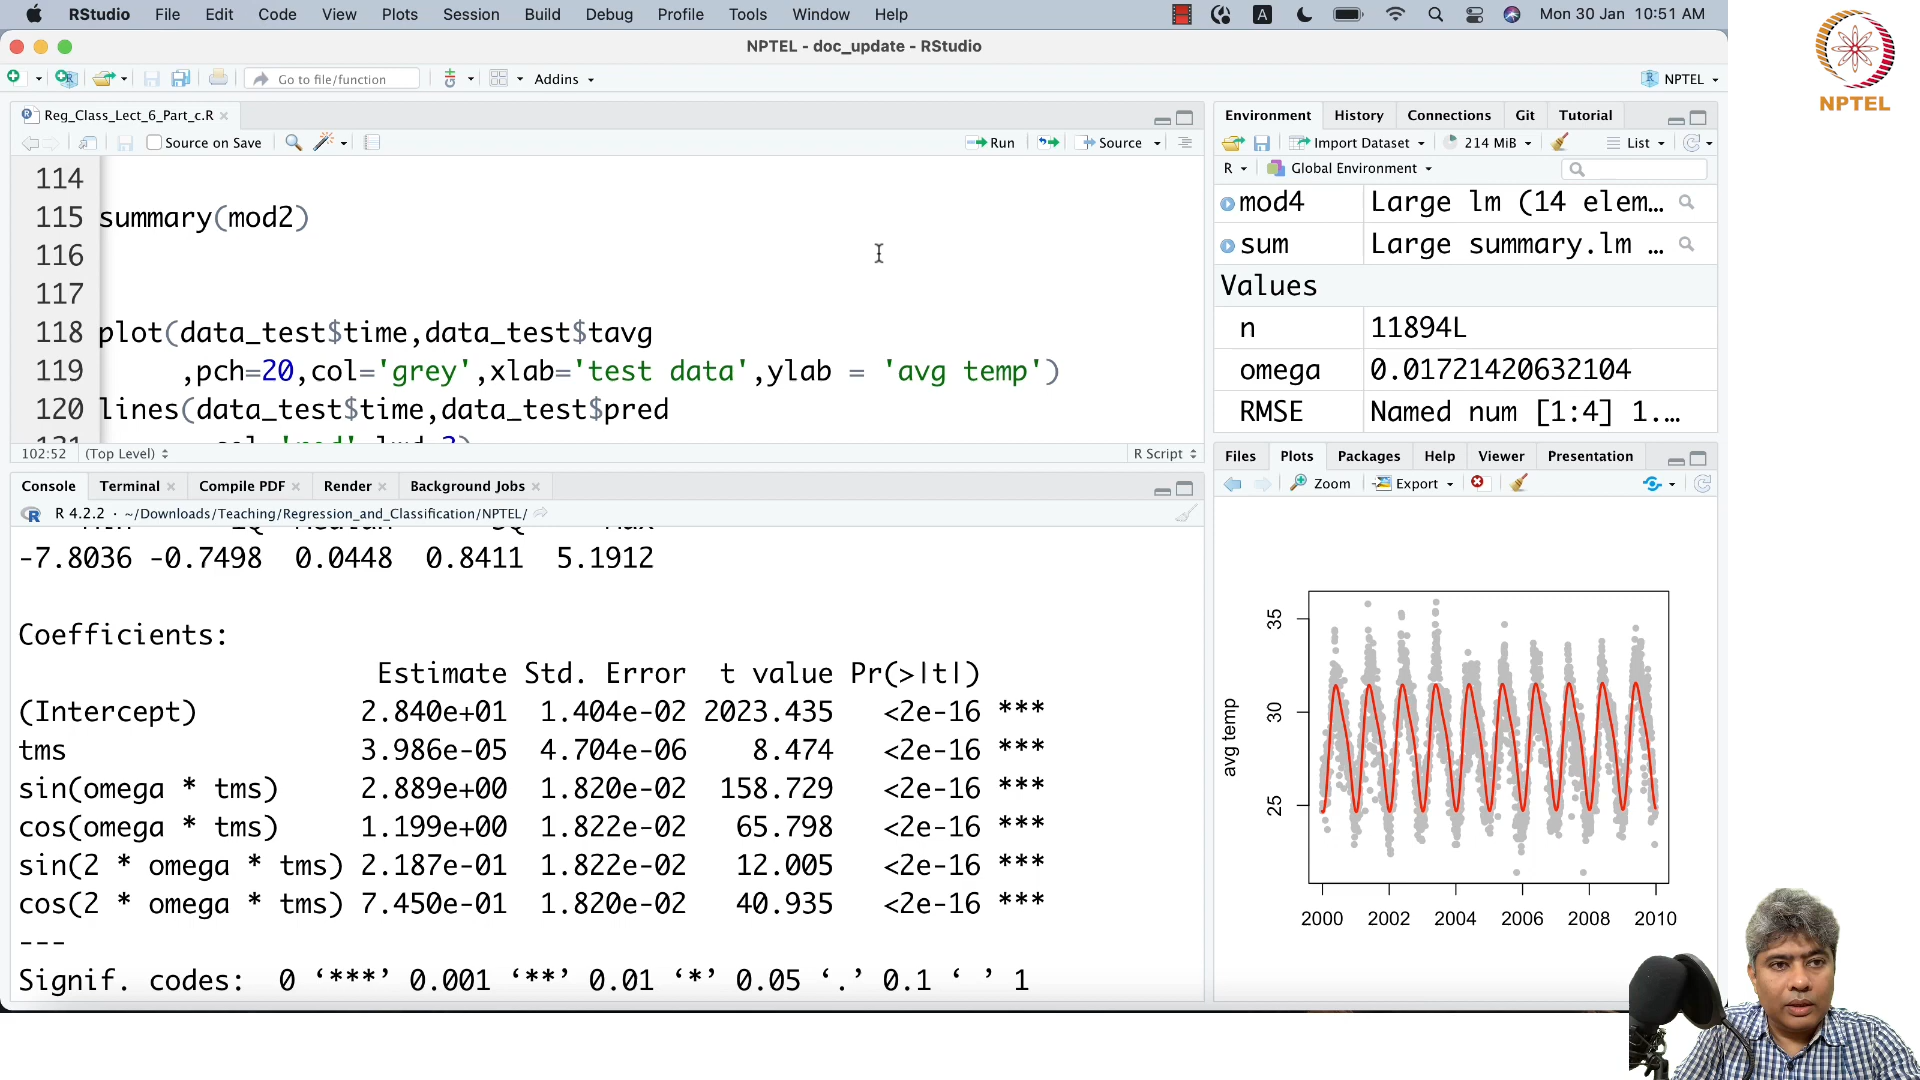 RStudio File Edit Code View Plots Session Build Debug Profile Tools Window Help A Mon 30 Jan 10:51 AM
NPTEL - doc_update - RStudio
Go to file/function Addins NPTEL
NPTEL
Reg_Class_Lect_6_Part_c.R
Source on Save Run Source
114
115 summary(mod2)
116
117
118 plot(data_test$time,data_test$tavg
119 ,pch=20,col='grey',xlab='test data',ylab = 'avg temp')
120 lines(data_test$time,data_test$pred
102:52 (Top Level) R Script
Environment History Connections Git Tutorial
Import Dataset 214 MiB List
R Global Environment
mod4 Large lm (14 elem…
sum Large summary.lm …
Values
n 11894L
omega 0.01721420632104
RMSE Named num [1:4] 1.…
Console Terminal Compile PDF Render Background Jobs
R 4.2.2 · ~/Downloads/Teaching/Regression_and_Classification/NPTEL/
-7.8036 -0.7498 0.0448 0.8411 5.1912
Coefficients:
Estimate Std. Error t value Pr(>|t|)
(Intercept) 2.840e+01 1.404e-02 2023.435 <2e-16 ***
tms 3.986e-05 4.704e-06 8.474 <2e-16 ***
sin(omega * tms) 2.889e+00 1.820e-02 158.729 <2e-16 ***
cos(omega * tms) 1.199e+00 1.822e-02 65.798 <2e-16 ***
sin(2 * omega * tms) 2.187e-01 1.822e-02 12.005 <2e-16 ***
cos(2 * omega * tms) 7.450e-01 1.820e-02 40.935 <2e-16 ***
---
Signif. codes: 0 ‘***’ 0.001 ‘**’ 0.01 ‘*’ 0.05 ‘.’ 0.1 ‘ ’ 1
Files Plots Packages Help Viewer Presentation
Zoom Export
avg temp
35
30
25
2000 2002 2004 2006 2008 2010